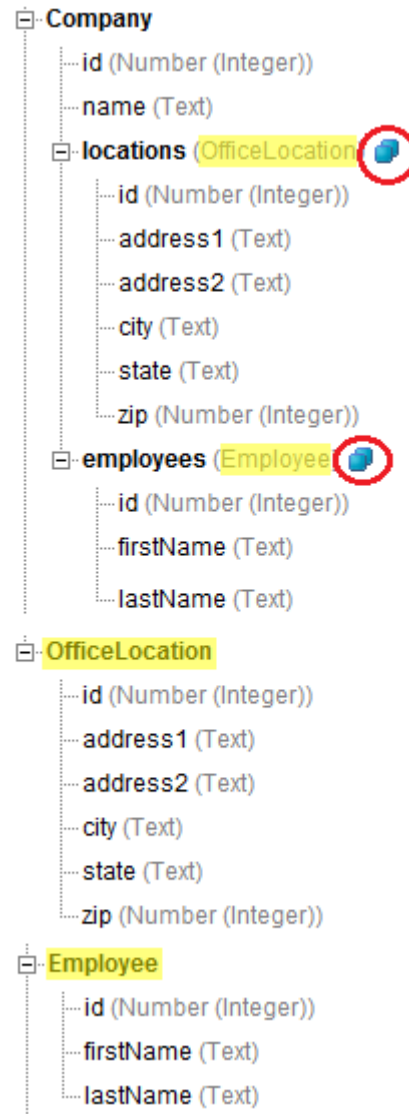 Company
id (Number (Integer))
name (Text)
locations (OfficeLocation
id (Number (Integer))
address1 (Text)
address2 (Text)
city (Text)
state (Text)
zip (Number (Integer))
employees (Employee)
id (Number (Integer))
firstName (Text)
lastName (Text)
OfficeLocation
id (Number (Integer))
address1 (Text)
address2 (Text)
city (Text)
state (Text)
zip (Number (Integer))
Employee
id (Number (Integer))
firstName (Text)
lastName (Text)